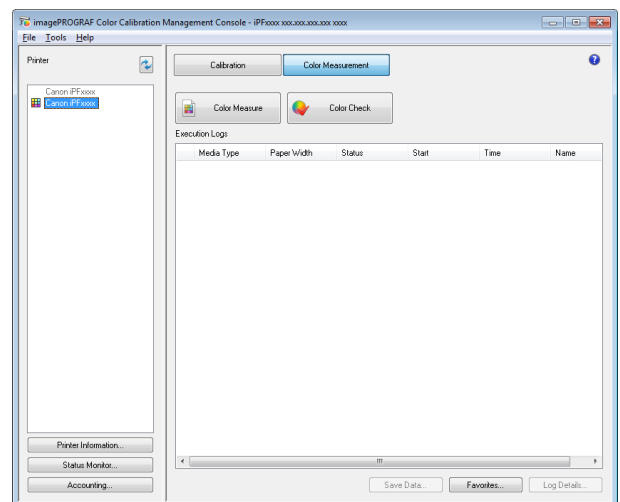 imagePROGRAF Color Calibration Management Console - iPFxxxx xxx.xxx.xxx.xxx xxxx
File Tools Help
Printer
Calibration Color Measurement
Canon iPFxxxx
Canon iPFxxxx
Color Measure Color Check
Execution Logs
Media Type Paper Width Status Start Time Name
Printer Information...
Status Monitor...
Accounting...
Save Data... Favorites... Log Details...